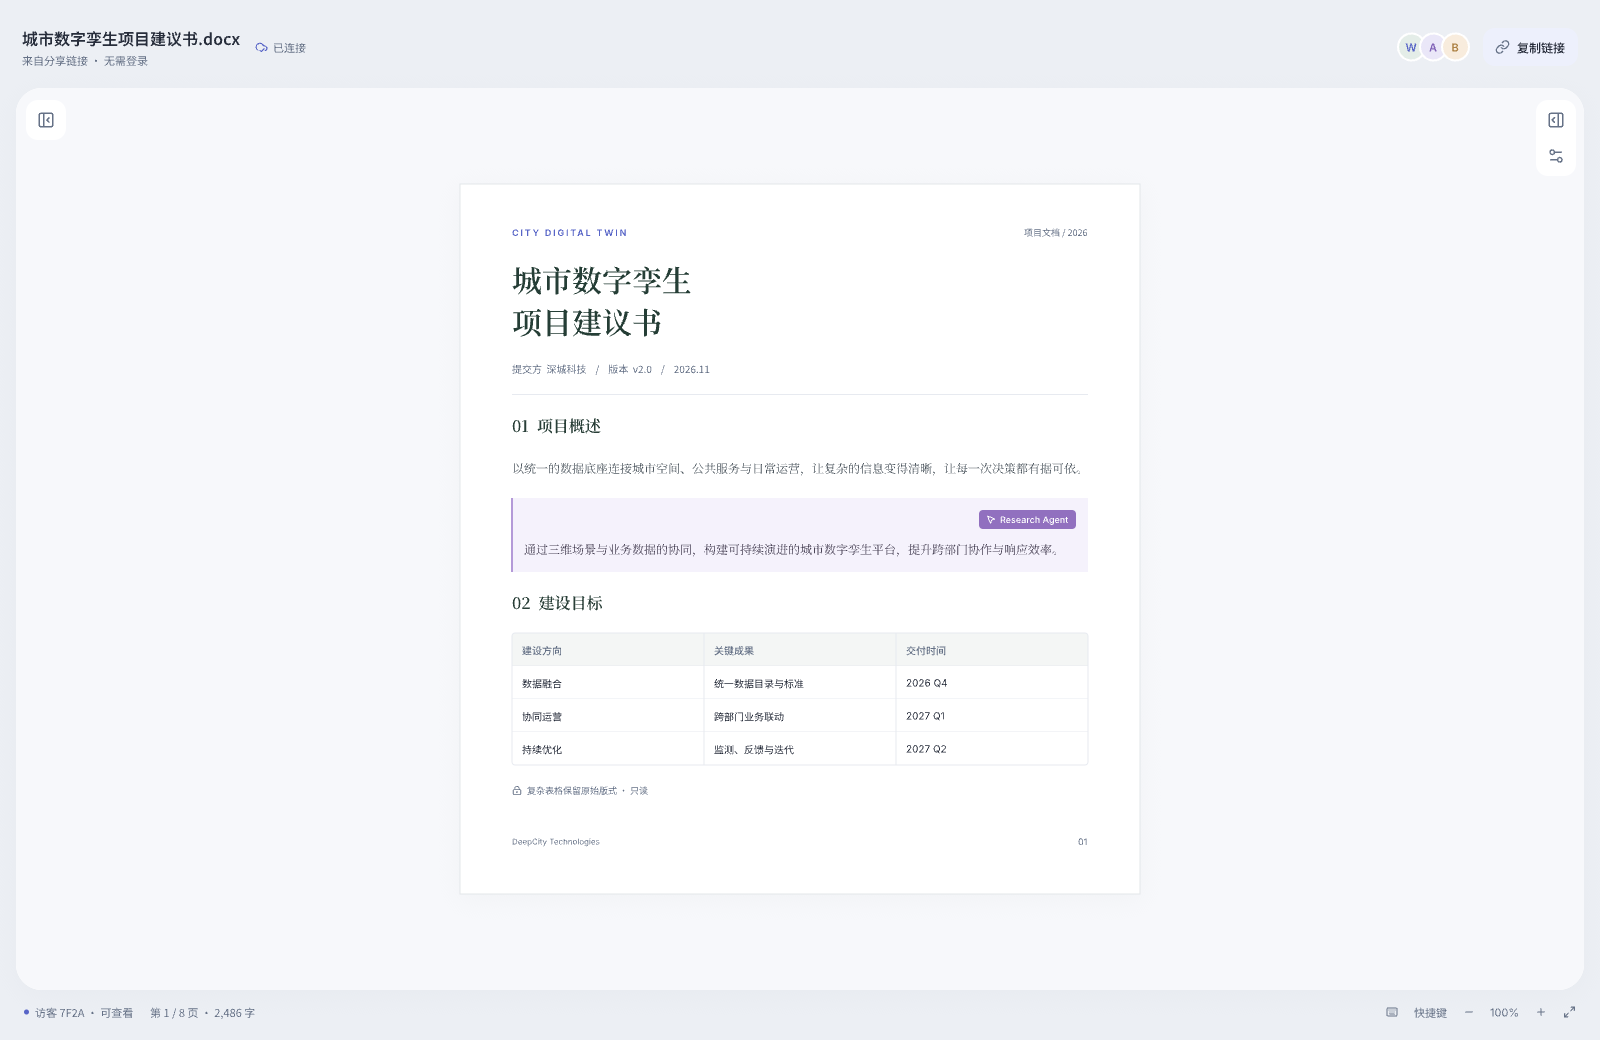 城市数字孪生项目建议书.docx
已连接
来自分享链接 · 无需登录
W A B
复制链接
CITY DIGITAL TWIN
项目文档 / 2026
城市数字孪生
项目建议书
提交方 深城科技 / 版本 v2.0 / 2026.11
01 项目概述
以统一的数据底座连接城市空间、公共服务与日常运营，让复杂的信息变得清晰，让每一次决策都有据可依。
Research Agent
通过三维场景与业务数据的协同，构建可持续演进的城市数字孪生平台，提升跨部门协作与响应效率。
02 建设目标
建设方向 关键成果 交付时间
数据融合 统一数据目录与标准 2026 Q4
协同运营 跨部门业务联动 2027 Q1
持续优化 监测、反馈与迭代 2027 Q2
复杂表格保留原始版式 · 只读
DeepCity Technologies
01
访客 7F2A · 可查看 第 1 / 8 页 · 2,486 字
快捷键 − 100% +